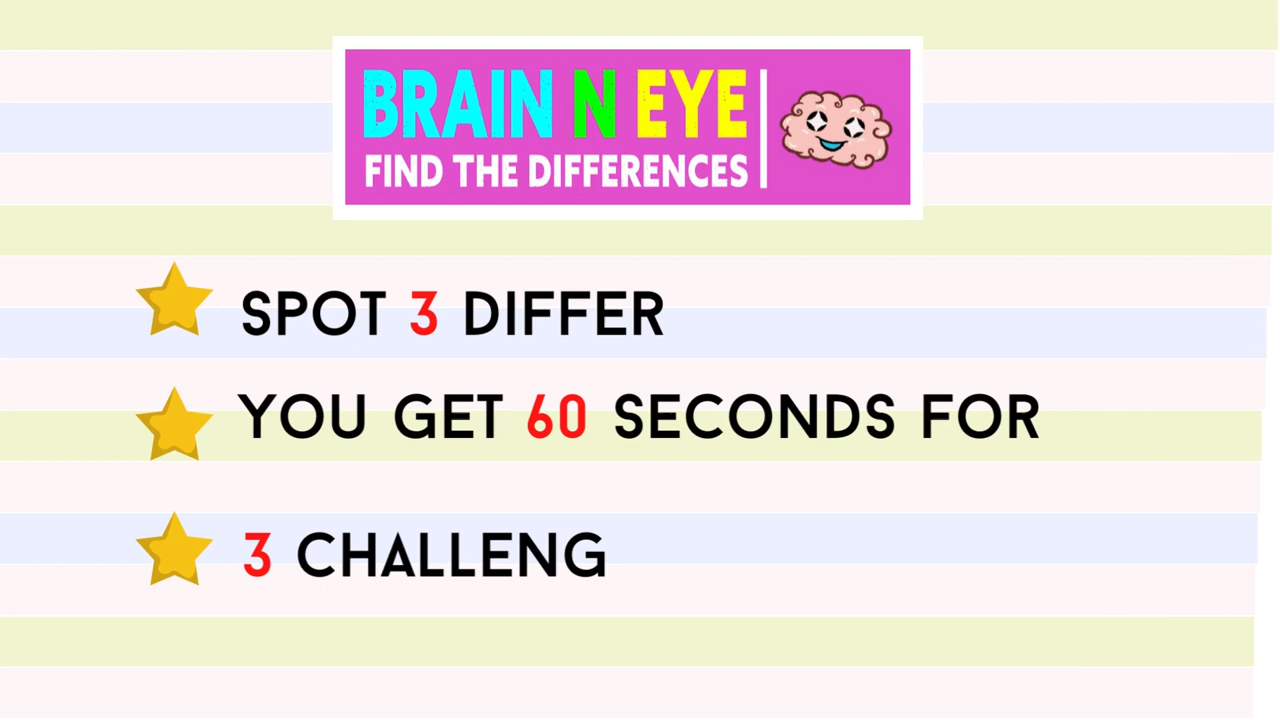 BRAIN N EYE
FIND THE DIFFERENCES
SPOT 3 DIFFER
YOU GET 60 SECONDS FOR
3 CHALLENG